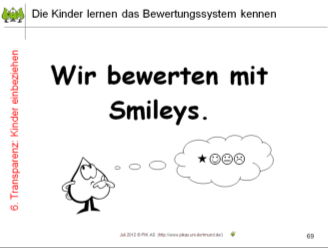 Die Kinder lernen das Bewertungssystem kennen
6. Transparenz: Kinder einbeziehen
Wir bewerten mit
Smileys.
Juli 2012 © PIK AS (http://www.pikas.uni-dortmund.de/)
69